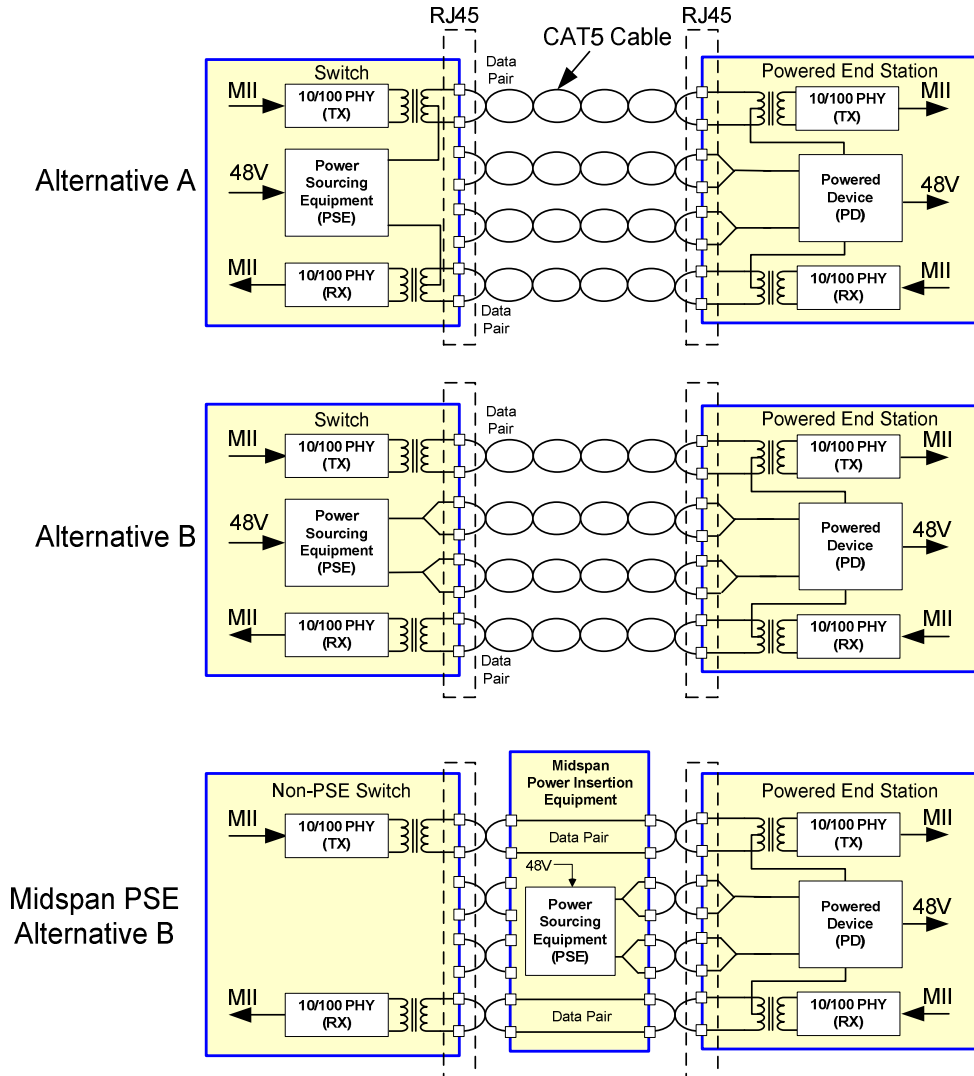 RJ45
RJ45
CAT5 Cable
Alternative A
Switch
MII
10/100 PHY
(TX)
48V
Power
Sourcing
Equipment
(PSE)
MII
10/100 PHY
(RX)
Data
Pair
Data
Pair
Powered End Station
10/100 PHY
(TX)
MII
Powered
Device
(PD)
48V
10/100 PHY
(RX)
MII
Alternative B
Switch
MII
10/100 PHY
(TX)
48V
Power
Sourcing
Equipment
(PSE)
MII
10/100 PHY
(RX)
Data
Pair
Data
Pair
Powered End Station
10/100 PHY
(TX)
MII
Powered
Device
(PD)
48V
10/100 PHY
(RX)
MII
Midspan PSE
Alternative B
Non-PSE Switch
MII
10/100 PHY
(TX)
MII
10/100 PHY
(RX)
Midspan
Power Insertion
Equipment
Data Pair
48V
Power
Sourcing
Equipment
(PSE)
Data Pair
Powered End Station
10/100 PHY
(TX)
MII
Powered
Device
(PD)
48V
10/100 PHY
(RX)
MII